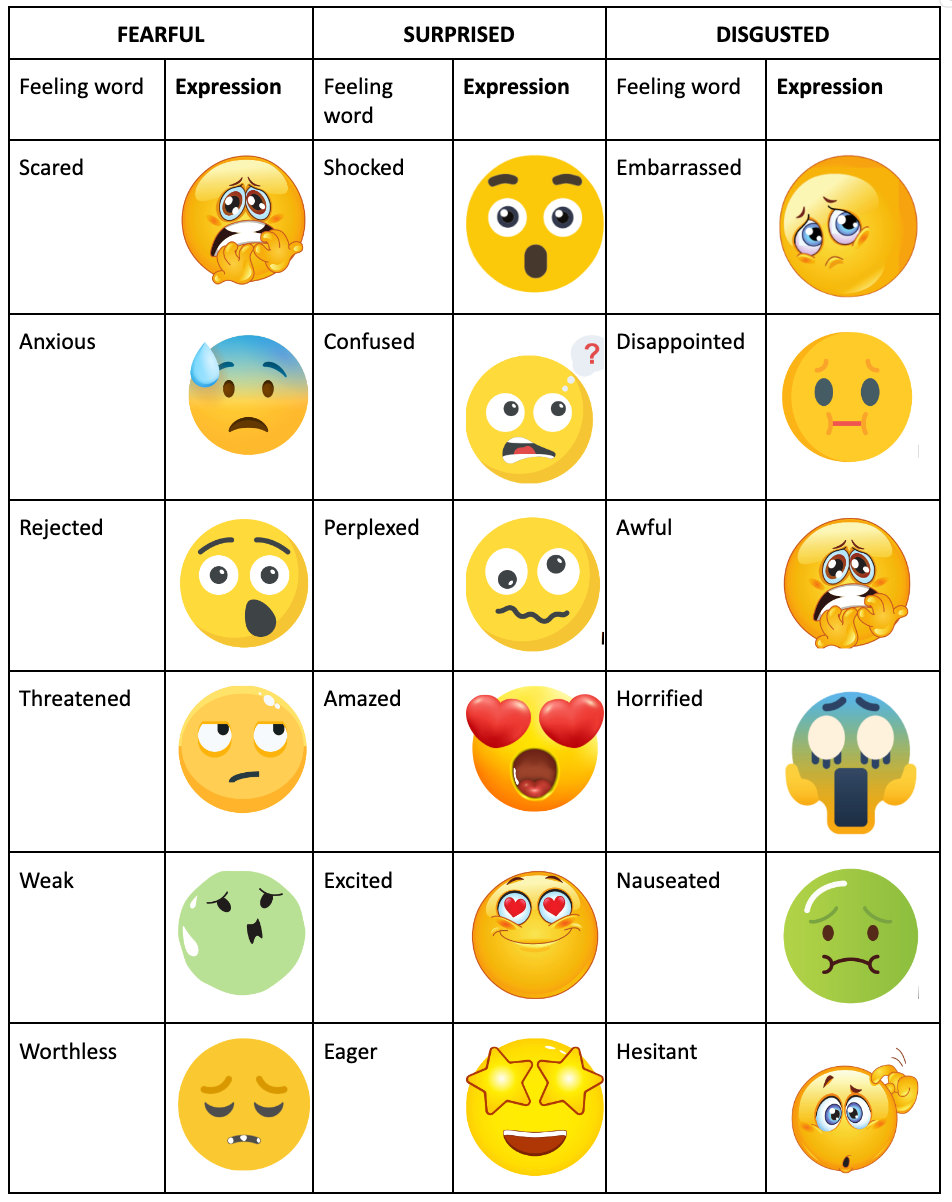 FEARFUL SURPRISED DISGUSTED
Feeling word Expression Feeling word Expression Feeling word Expression
Scared Shocked Embarrassed
Anxious Confused Disappointed
?
Rejected Perplexed Awful
Threatened Amazed Horrified
Weak Excited Nauseated
Worthless Eager Hesitant